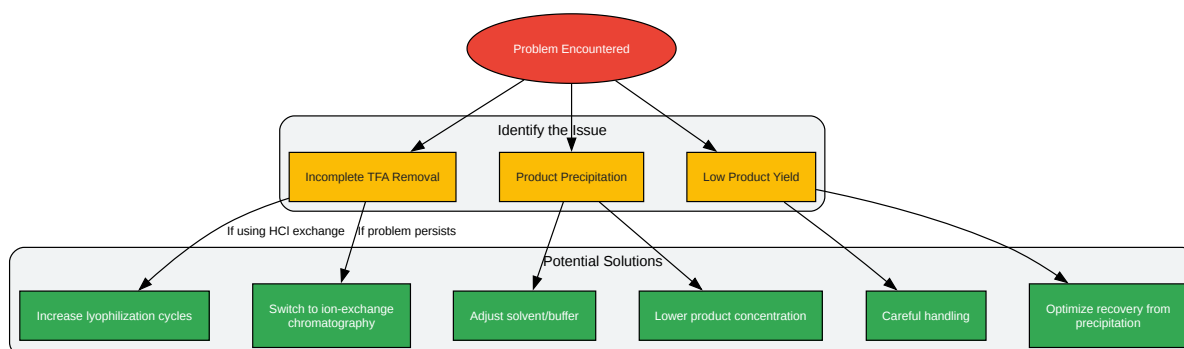 Problem Encountered
Identify the Issue
Incomplete TFA Removal
Product Precipitation
Low Product Yield
If using HCl exchange
If problem persists
Potential Solutions
Increase lyophilization cycles
Switch to ion-exchange
chromatography
Adjust solvent/buffer
Lower product concentration
Careful handling
Optimize recovery from
precipitation